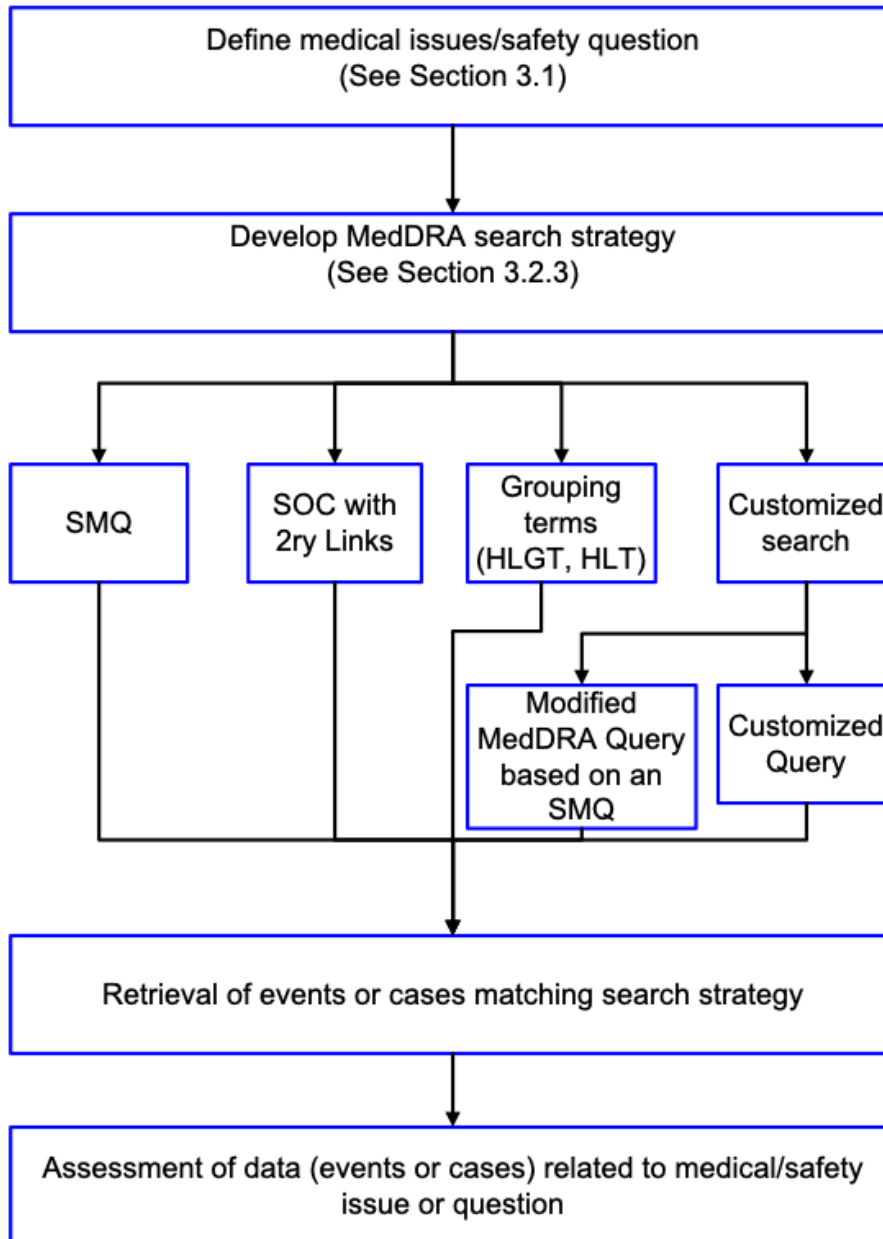 Define medical issues/safety question
(See Section 3.1)
Develop MedDRA search strategy
(See Section 3.2.3)
SMQ
SOC with
2ry Links
Grouping
terms
(HLGT, HLT)
Customized
search
Modified
MedDRA Query
based on an
SMQ
Customized
Query
Retrieval of events or cases matching search strategy
Assessment of data (events or cases) related to medical/safety
issue or question